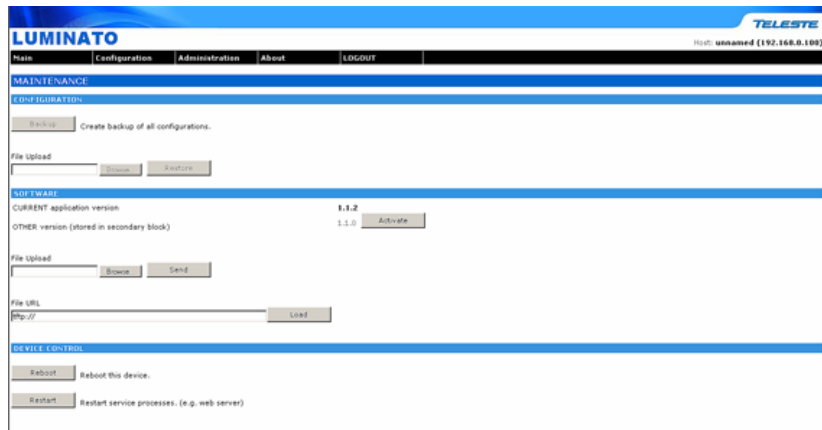 TELESTE
LUMINATO
Host: unnamed (192.168.0.100)
Main Configuration Administration About LOGOUT
MAINTENANCE
CONFIGURATION
Backup Create backup of all configurations.
File Upload
Browse Restore
SOFTWARE
CURRENT application version 1.1.2
OTHER version (stored in secondary block) 1.1.0 Activate
File Upload
Browse Send
File URL
tftp:// Load
DEVICE CONTROL
Reboot Reboot this device.
Restart Restart service processes. (e.g. web server)